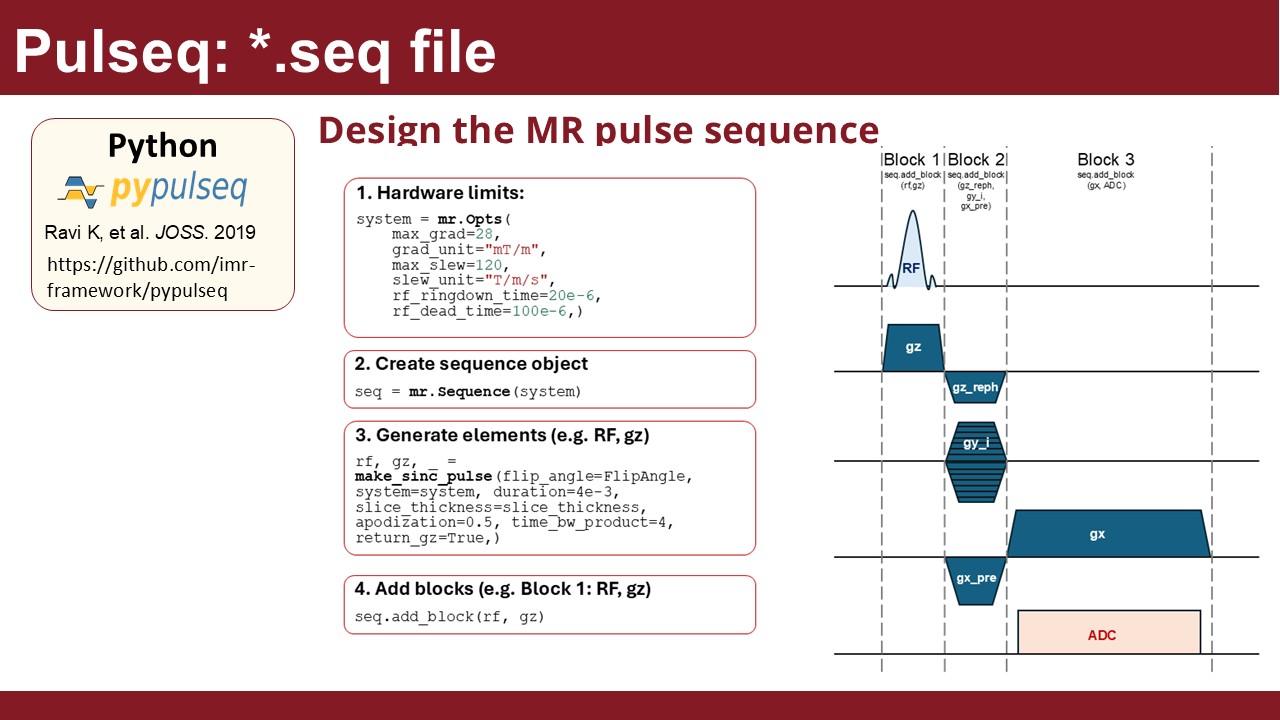 Pulseq: *.seq file
Python
pypulseq
Ravi K, et al. JOSS. 2019
https://github.com/imr-
framework/pypulseq
Design the MR pulse sequence
1. Hardware limits:
system = mr.Opts(
    max_grad=28,
    grad_unit="mT/m",
    max_slew=120,
    slew_unit="T/m/s",
    rf_ringdown_time=20e-6,
    rf_dead_time=100e-6,)
2. Create sequence object
seq = mr.Sequence(system)
3. Generate elements (e.g. RF, gz)
rf, gz, _ =
make_sinc_pulse(flip_angle=FlipAngle,
system=system, duration=4e-3,
slice_thickness=slice_thickness,
apodization=0.5, time_bw_product=4,
return_gz=True,)
4. Add blocks (e.g. Block 1: RF, gz)
seq.add_block(rf, gz)
Block 1
seq.add_block
(rf,gz)
Block 2
seq.add_block
(gz_reph,
gy_i,
gx_pre)
Block 3
seq.add_block
(gx, ADC)
RF
gz
gz_reph
gy_i
gx
gx_pre
ADC